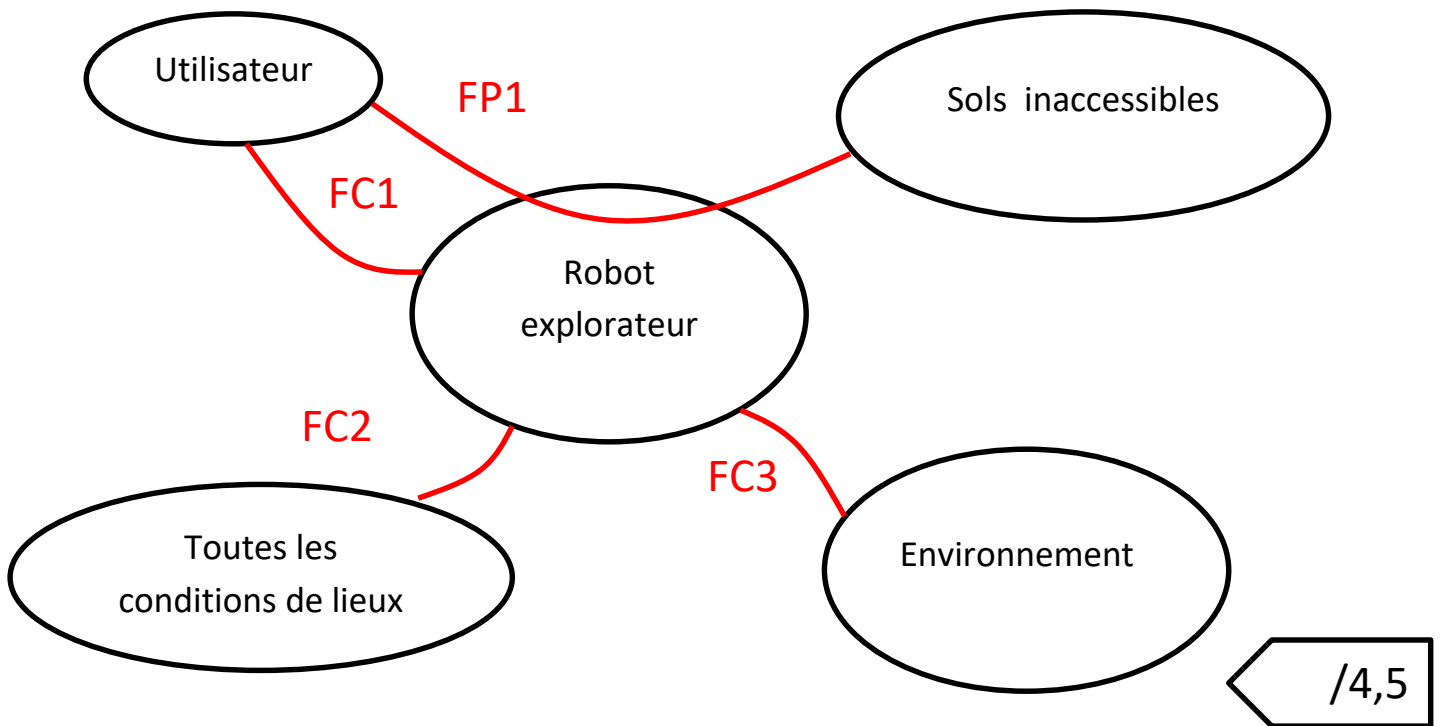 Utilisateur
FP1
Sols inaccessibles
FC1
Robot
explorateur
FC2
FC3
Toutes les
conditions de lieux
Environnement
/4,5